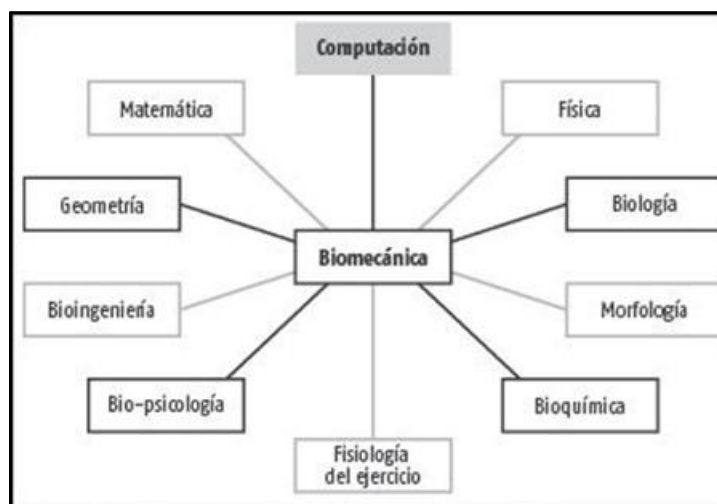 Computación
Matemática
Física
Geometría
Biología
Biomecánica
Bioingeniería
Morfología
Bio-psicología
Bioquímica
Fisiología
del ejercicio